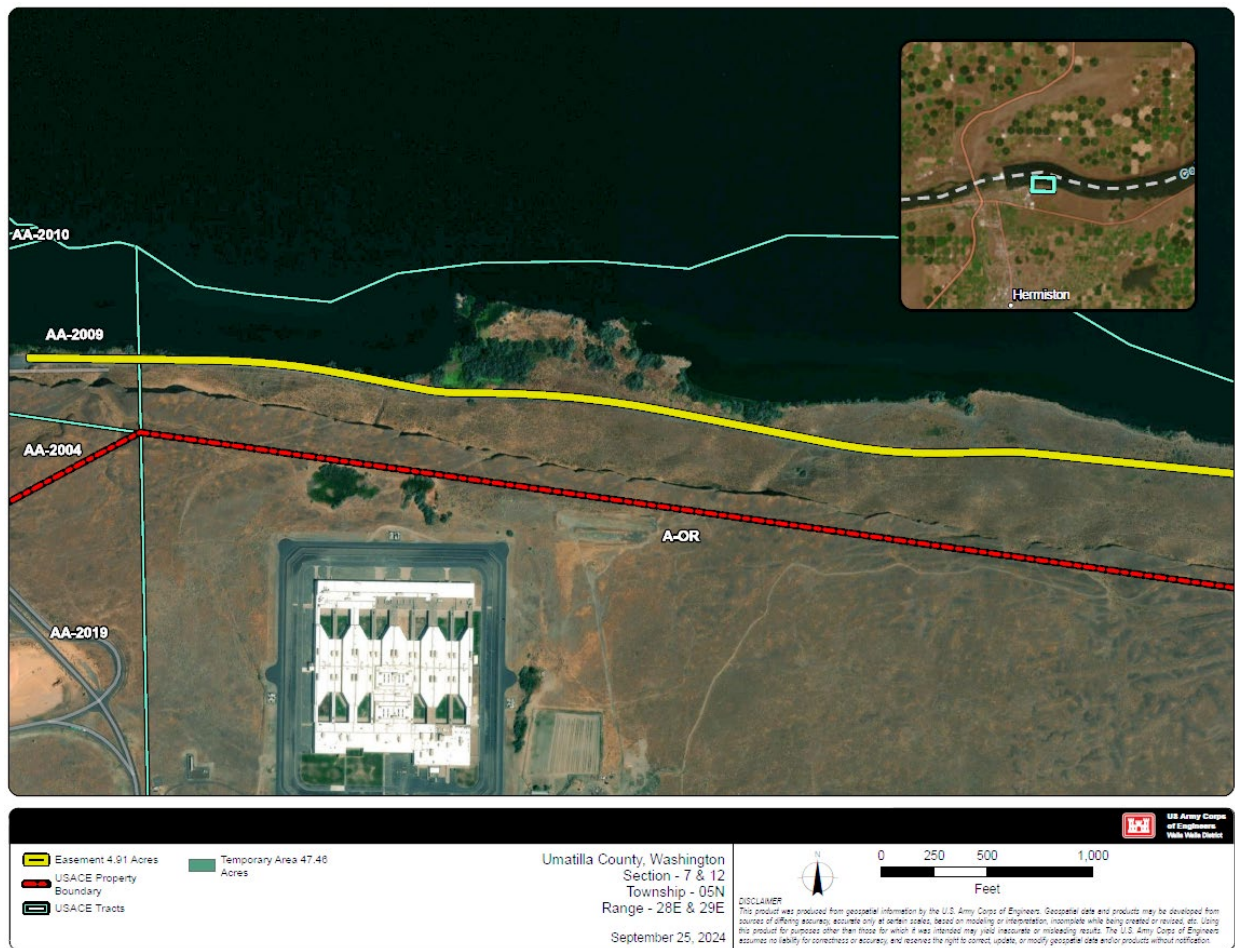 Hermiston
AA-2010
AA-2009
AA-2004
A-OR
AA-2019
US Army Corps
of Engineers
Walla Walla District
Easement 4.91 Acres
USACE Property
Boundary
USACE Tracts
Temporary Area 47.46
Acres
Umatilla County, Washington
Section - 7 & 12
Township - 05N
Range - 28E & 29E
September 25, 2024
N
0 250 500 1,000
Feet
DISCLAIMER
This product was produced from geospatial information by the U.S. Army Corps of Engineers. Geospatial data and products may be developed from
sources of differing accuracy, accurate only at certain scales, based on modeling or interpretation, incomplete while being created or revised, etc. Using
this product for purposes other than those for which it was intended may yield inaccurate or misleading results. The U.S. Army Corps of Engineers
assumes no liability for correctness or accuracy, and reserves the right to correct, update, or modify geospatial data and/or products without notification.